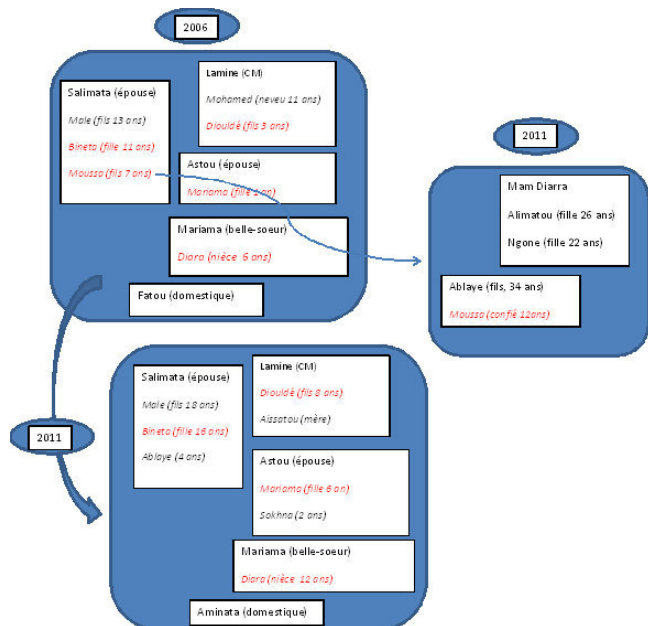 2006
Lamine (CM)
Mohamed (neveu 11 ans)
Diouldé (fils 3 ans)
Salimata (épouse)
Male (fils 13 ans)
Bineta (fille 11 ans)
Moussa (fils 7 ans)
Astou (épouse)
Mariama (fille 1 an)
Mariama (belle-soeur)
Diara (nièce 6 ans)
Fatou (domestique)
2011
Mam Diarra
Alimatou (fille 26 ans)
Ngone (fille 22 ans)
Ablaye (fils, 34 ans)
Moussa (confié 12ans)
2011
Salimata (épouse)
Male (fils 18 ans)
Bineta (fille 16 ans)
Ablaye (4 ans)
Lamine (CM)
Diouldé (fils 8 ans)
Aissatou (mère)
Astou (épouse)
Mariama (fille 6 an)
Sokhna (2 ans)
Mariama (belle-soeur)
Diara (nièce 12 ans)
Aminata (domestique)